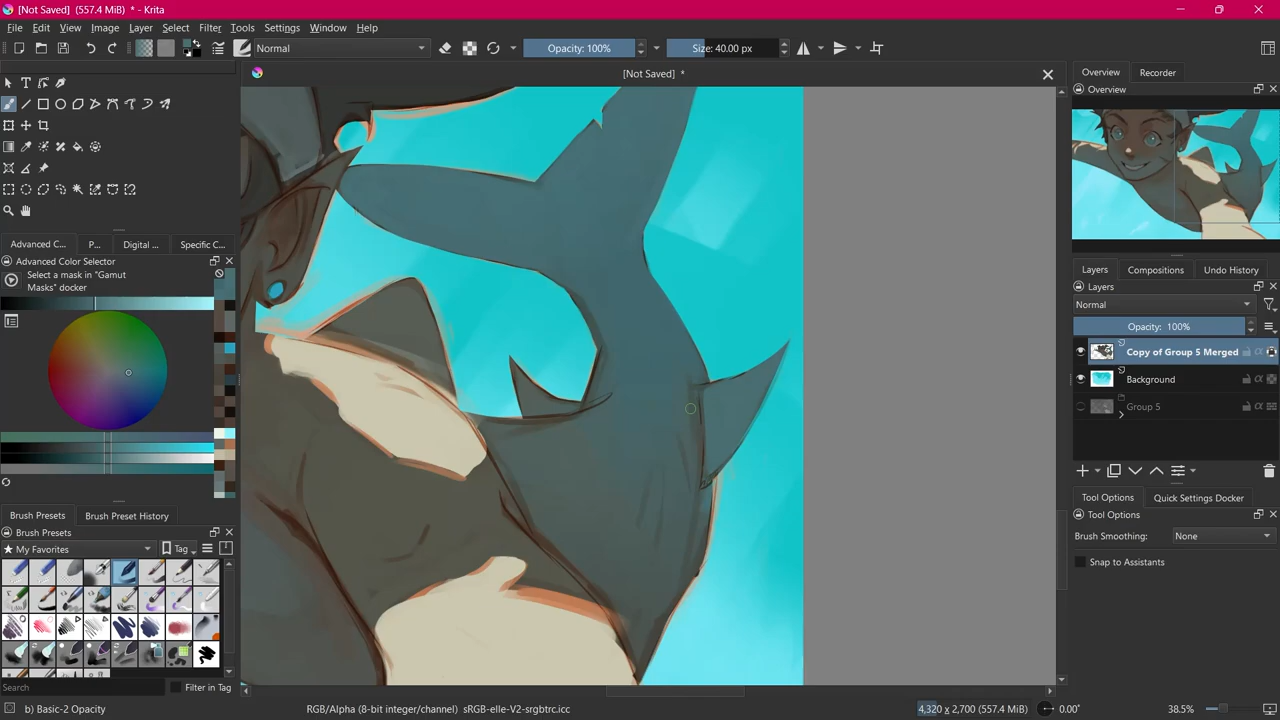 [Not Saved] (557.4 MiB) * - Krita
File Edit View Image Layer Select Filter Tools Settings Window Help
Normal
Opacity: 100%
Size: 40.00 px
[Not Saved] *
Overview Recorder
Overview
Advanced C... P... Digital ... Specific C...
Advanced Color Selector
Select a mask in "Gamut
Masks" docker
Layers Compositions Undo History
Layers
Normal
Opacity: 100%
Copy of Group 5 Merged
Background
Group 5
Brush Presets Brush Preset History
Brush Presets
★ My Favorites
Tag
Tool Options Quick Settings Docker
Tool Options
Brush Smoothing: None
Snap to Assistants
Search
Filter in Tag
b) Basic-2 Opacity
RGB/Alpha (8-bit integer/channel) sRGB-elle-V2-srgbtrc.icc
4,320 x 2,700 (557.4 MiB)
0.00°
38.5%